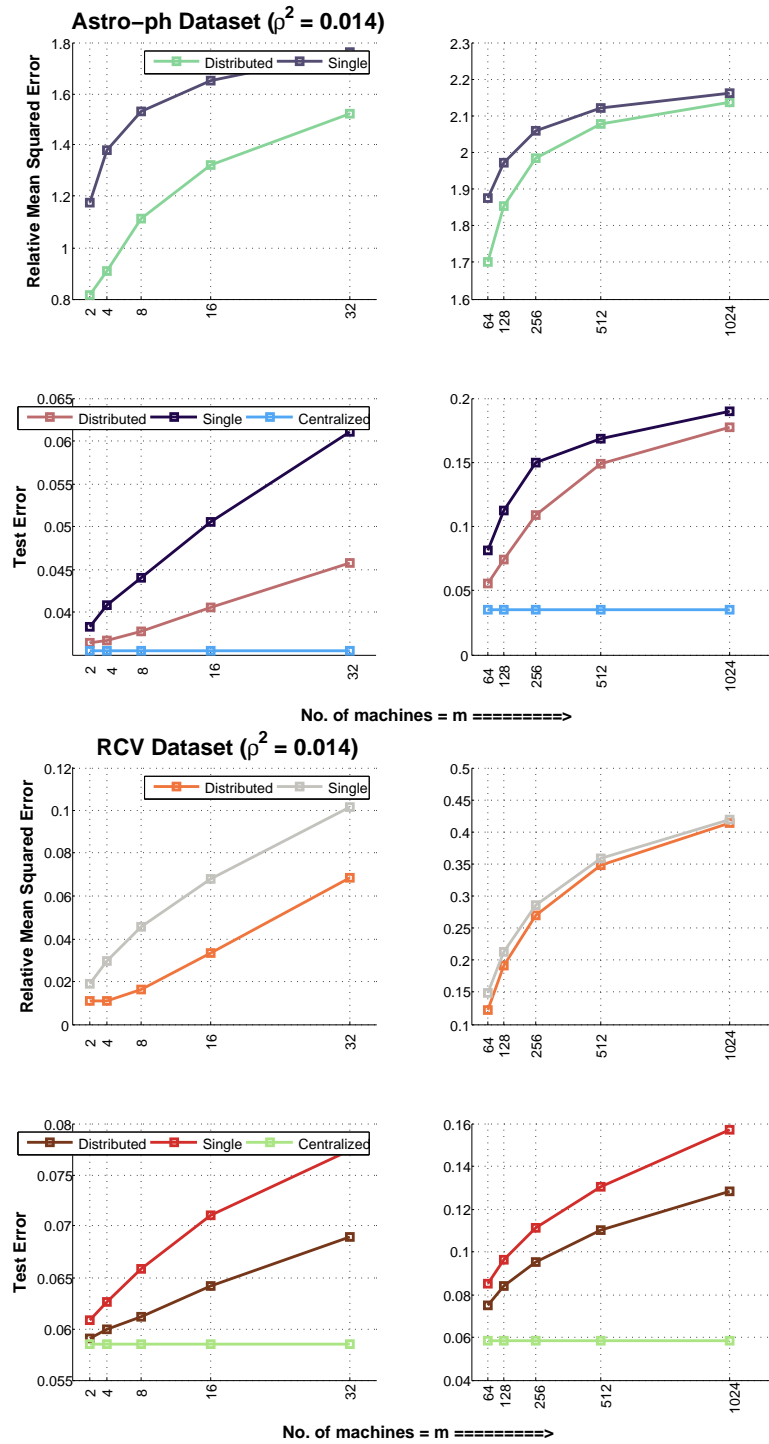 Astro-ph Dataset (ρ² = 0.014)
Relative Mean Squared Error
1.8
1.6
1.4
1.2
1
0.8
Distributed Single
2 4 8 16 32
2.3
2.2
2.1
2
1.9
1.8
1.7
1.6
64 128 256 512 1024
Test Error
0.065
0.06
0.055
0.05
0.045
0.04
Distributed Single Centralized
2 4 8 16 32
0.2
0.15
0.1
0.05
0
64 128 256 512 1024
No. of machines = m =========>
RCV Dataset (ρ² = 0.014)
Relative Mean Squared Error
0.12
0.1
0.08
0.06
0.04
0.02
0
Distributed Single
2 4 8 16 32
0.5
0.45
0.4
0.35
0.3
0.25
0.2
0.15
0.1
64 128 256 512 1024
Test Error
0.08
0.075
0.07
0.065
0.06
0.055
Distributed Single Centralized
2 4 8 16 32
0.16
0.14
0.12
0.1
0.08
0.06
0.04
64 128 256 512 1024
No. of machines = m =========>